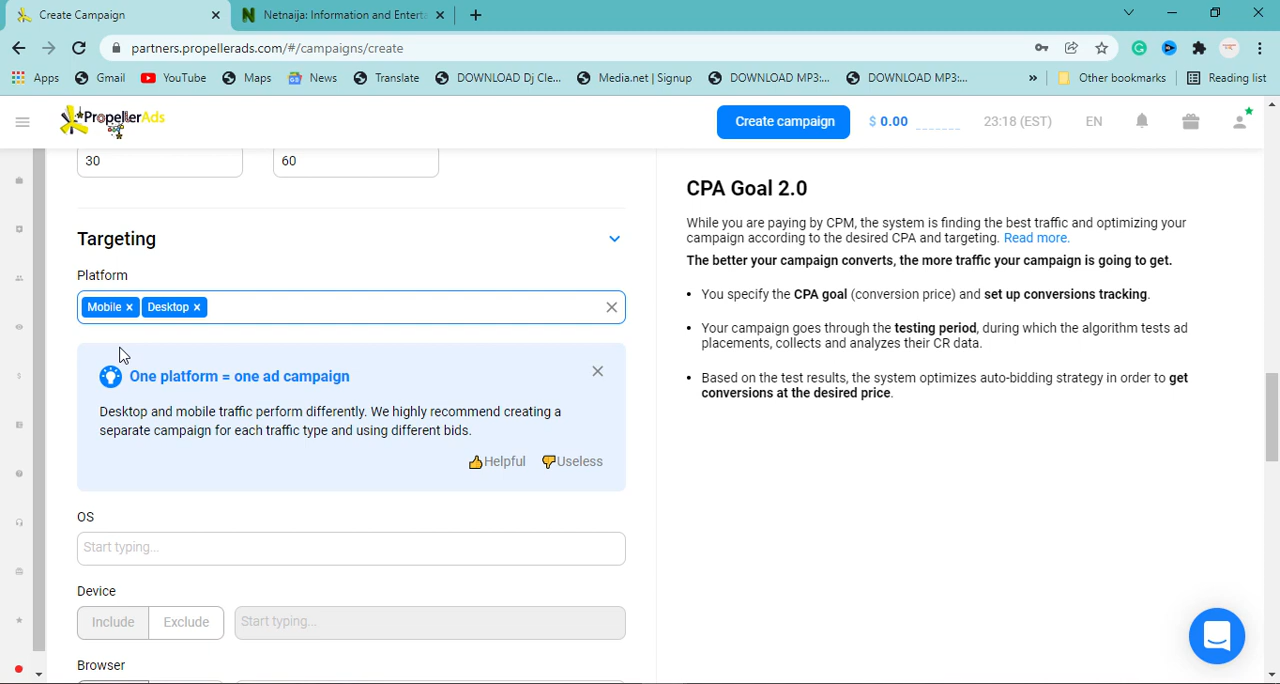 Create Campaign
Netnaija: Information and Enterta
partners.propellerads.com/#/campaigns/create
Apps
Gmail
YouTube
Maps
News
Translate
DOWNLOAD Dj Cle...
Media.net | Signup
DOWNLOAD MP3:...
DOWNLOAD MP3:...
»
Other bookmarks
Reading list
PropellerAds
Create campaign
$ 0.00
23:18 (EST)
EN
30
60
Targeting
Platform
Mobile ×
Desktop ×
One platform = one ad campaign
Desktop and mobile traffic perform differently. We highly recommend creating a
separate campaign for each traffic type and using different bids.
Helpful
Useless
OS
Start typing...
Device
Include
Exclude
Start typing...
Browser
CPA Goal 2.0
While you are paying by CPM, the system is finding the best traffic and optimizing your
campaign according to the desired CPA and targeting. Read more.
The better your campaign converts, the more traffic your campaign is going to get.
• You specify the CPA goal (conversion price) and set up conversions tracking.
• Your campaign goes through the testing period, during which the algorithm tests ad
placements, collects and analyzes their CR data.
• Based on the test results, the system optimizes auto-bidding strategy in order to get
conversions at the desired price.